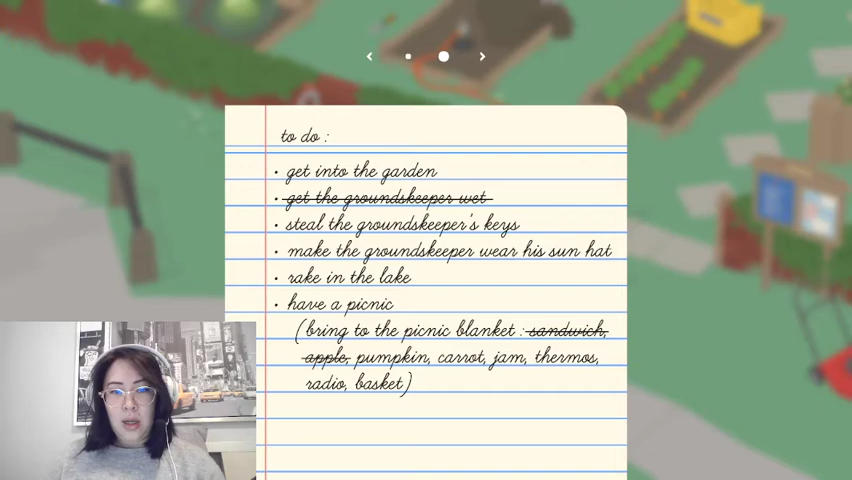 to do :
• get into the garden
• get the groundskeeper wet
• steal the groundskeeper's keys
• make the groundskeeper wear his sun hat
• rake in the lake
• have a picnic
(bring to the picnic blanket : sandwich,
apple, pumpkin, carrot, jam, thermos,
radio, basket)